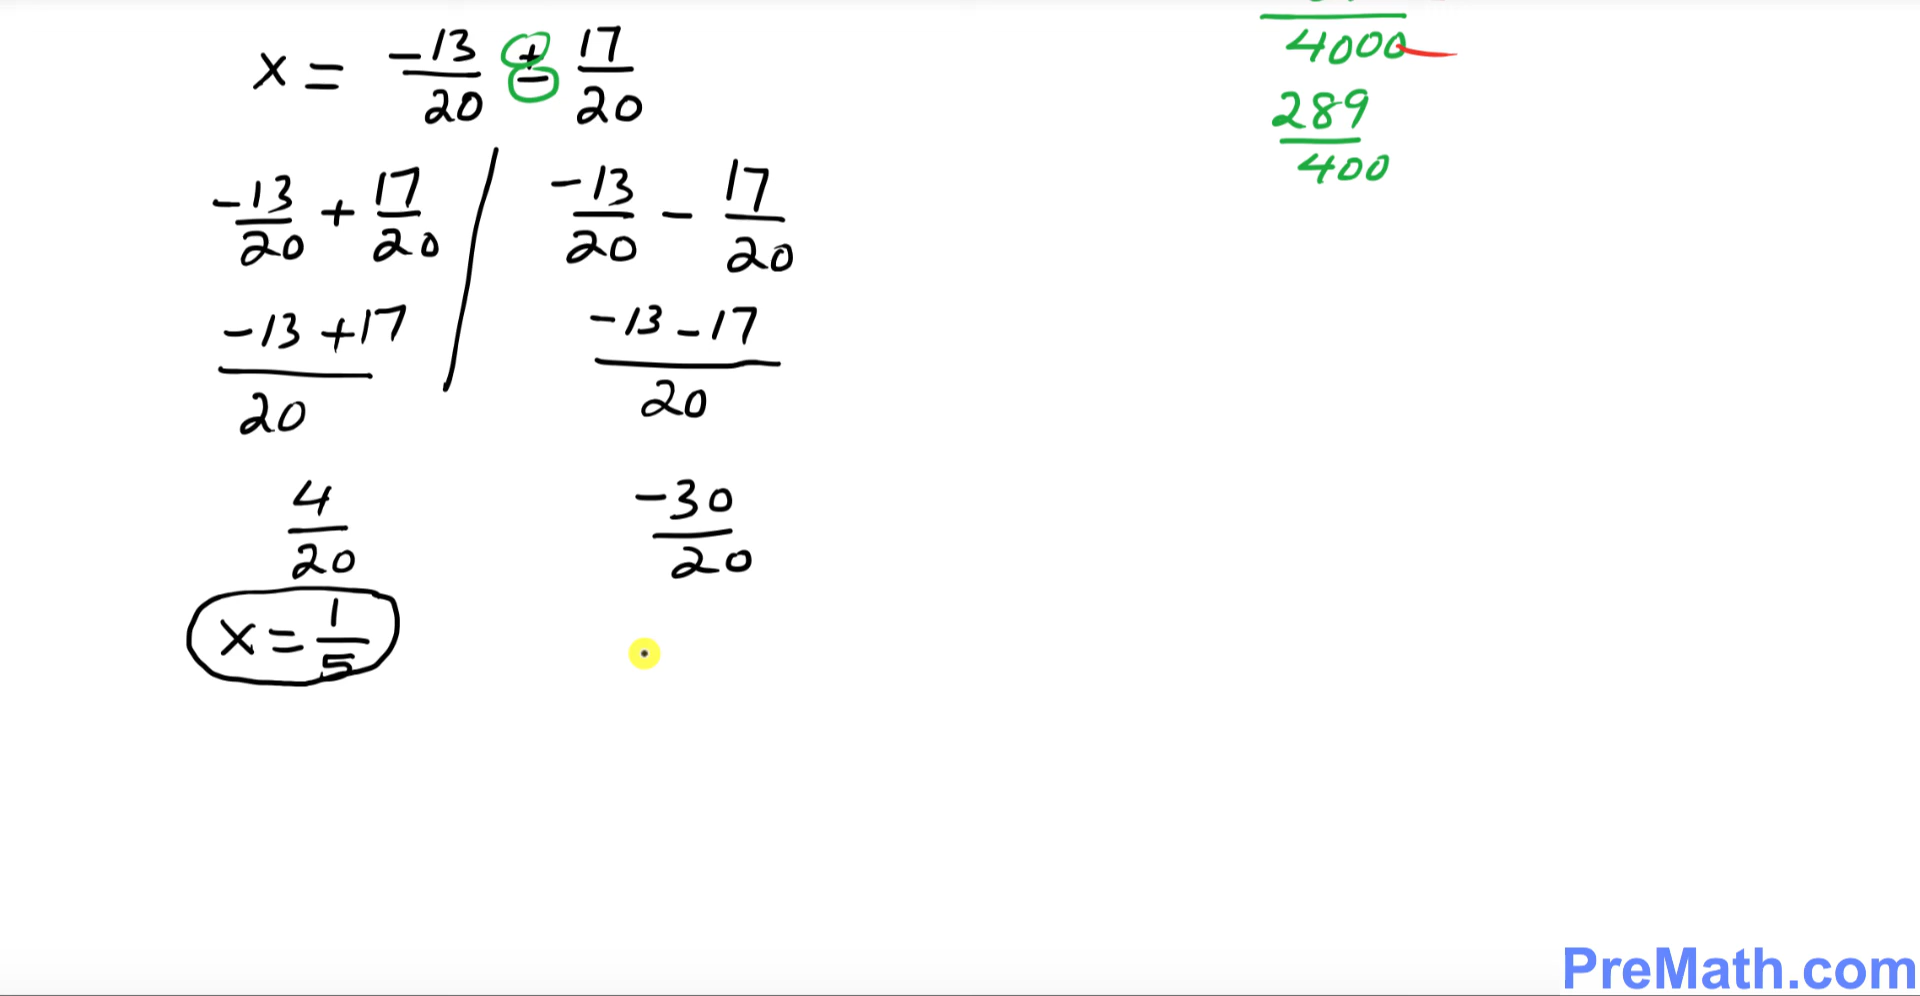 x = -13/20 ± 17/20
-13/20 + 17/20
-13/20 - 17/20
-13 + 17
20
-13 - 17
20
4/20
-30/20
x = 1/5
4000
289/400
PreMath.com